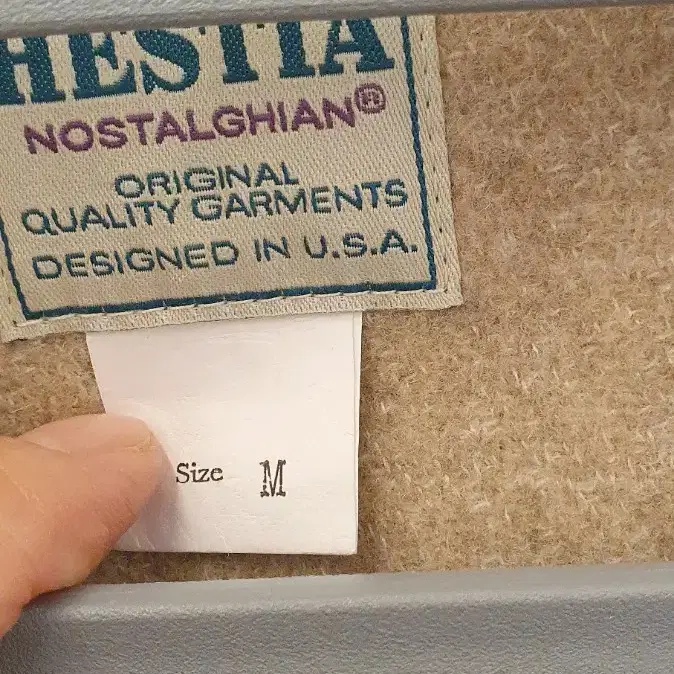 HESTIA
NOSTALGHIAN®
ORIGINAL
QUALITY GARMENTS
DESIGNED IN U.S.A.
Size M